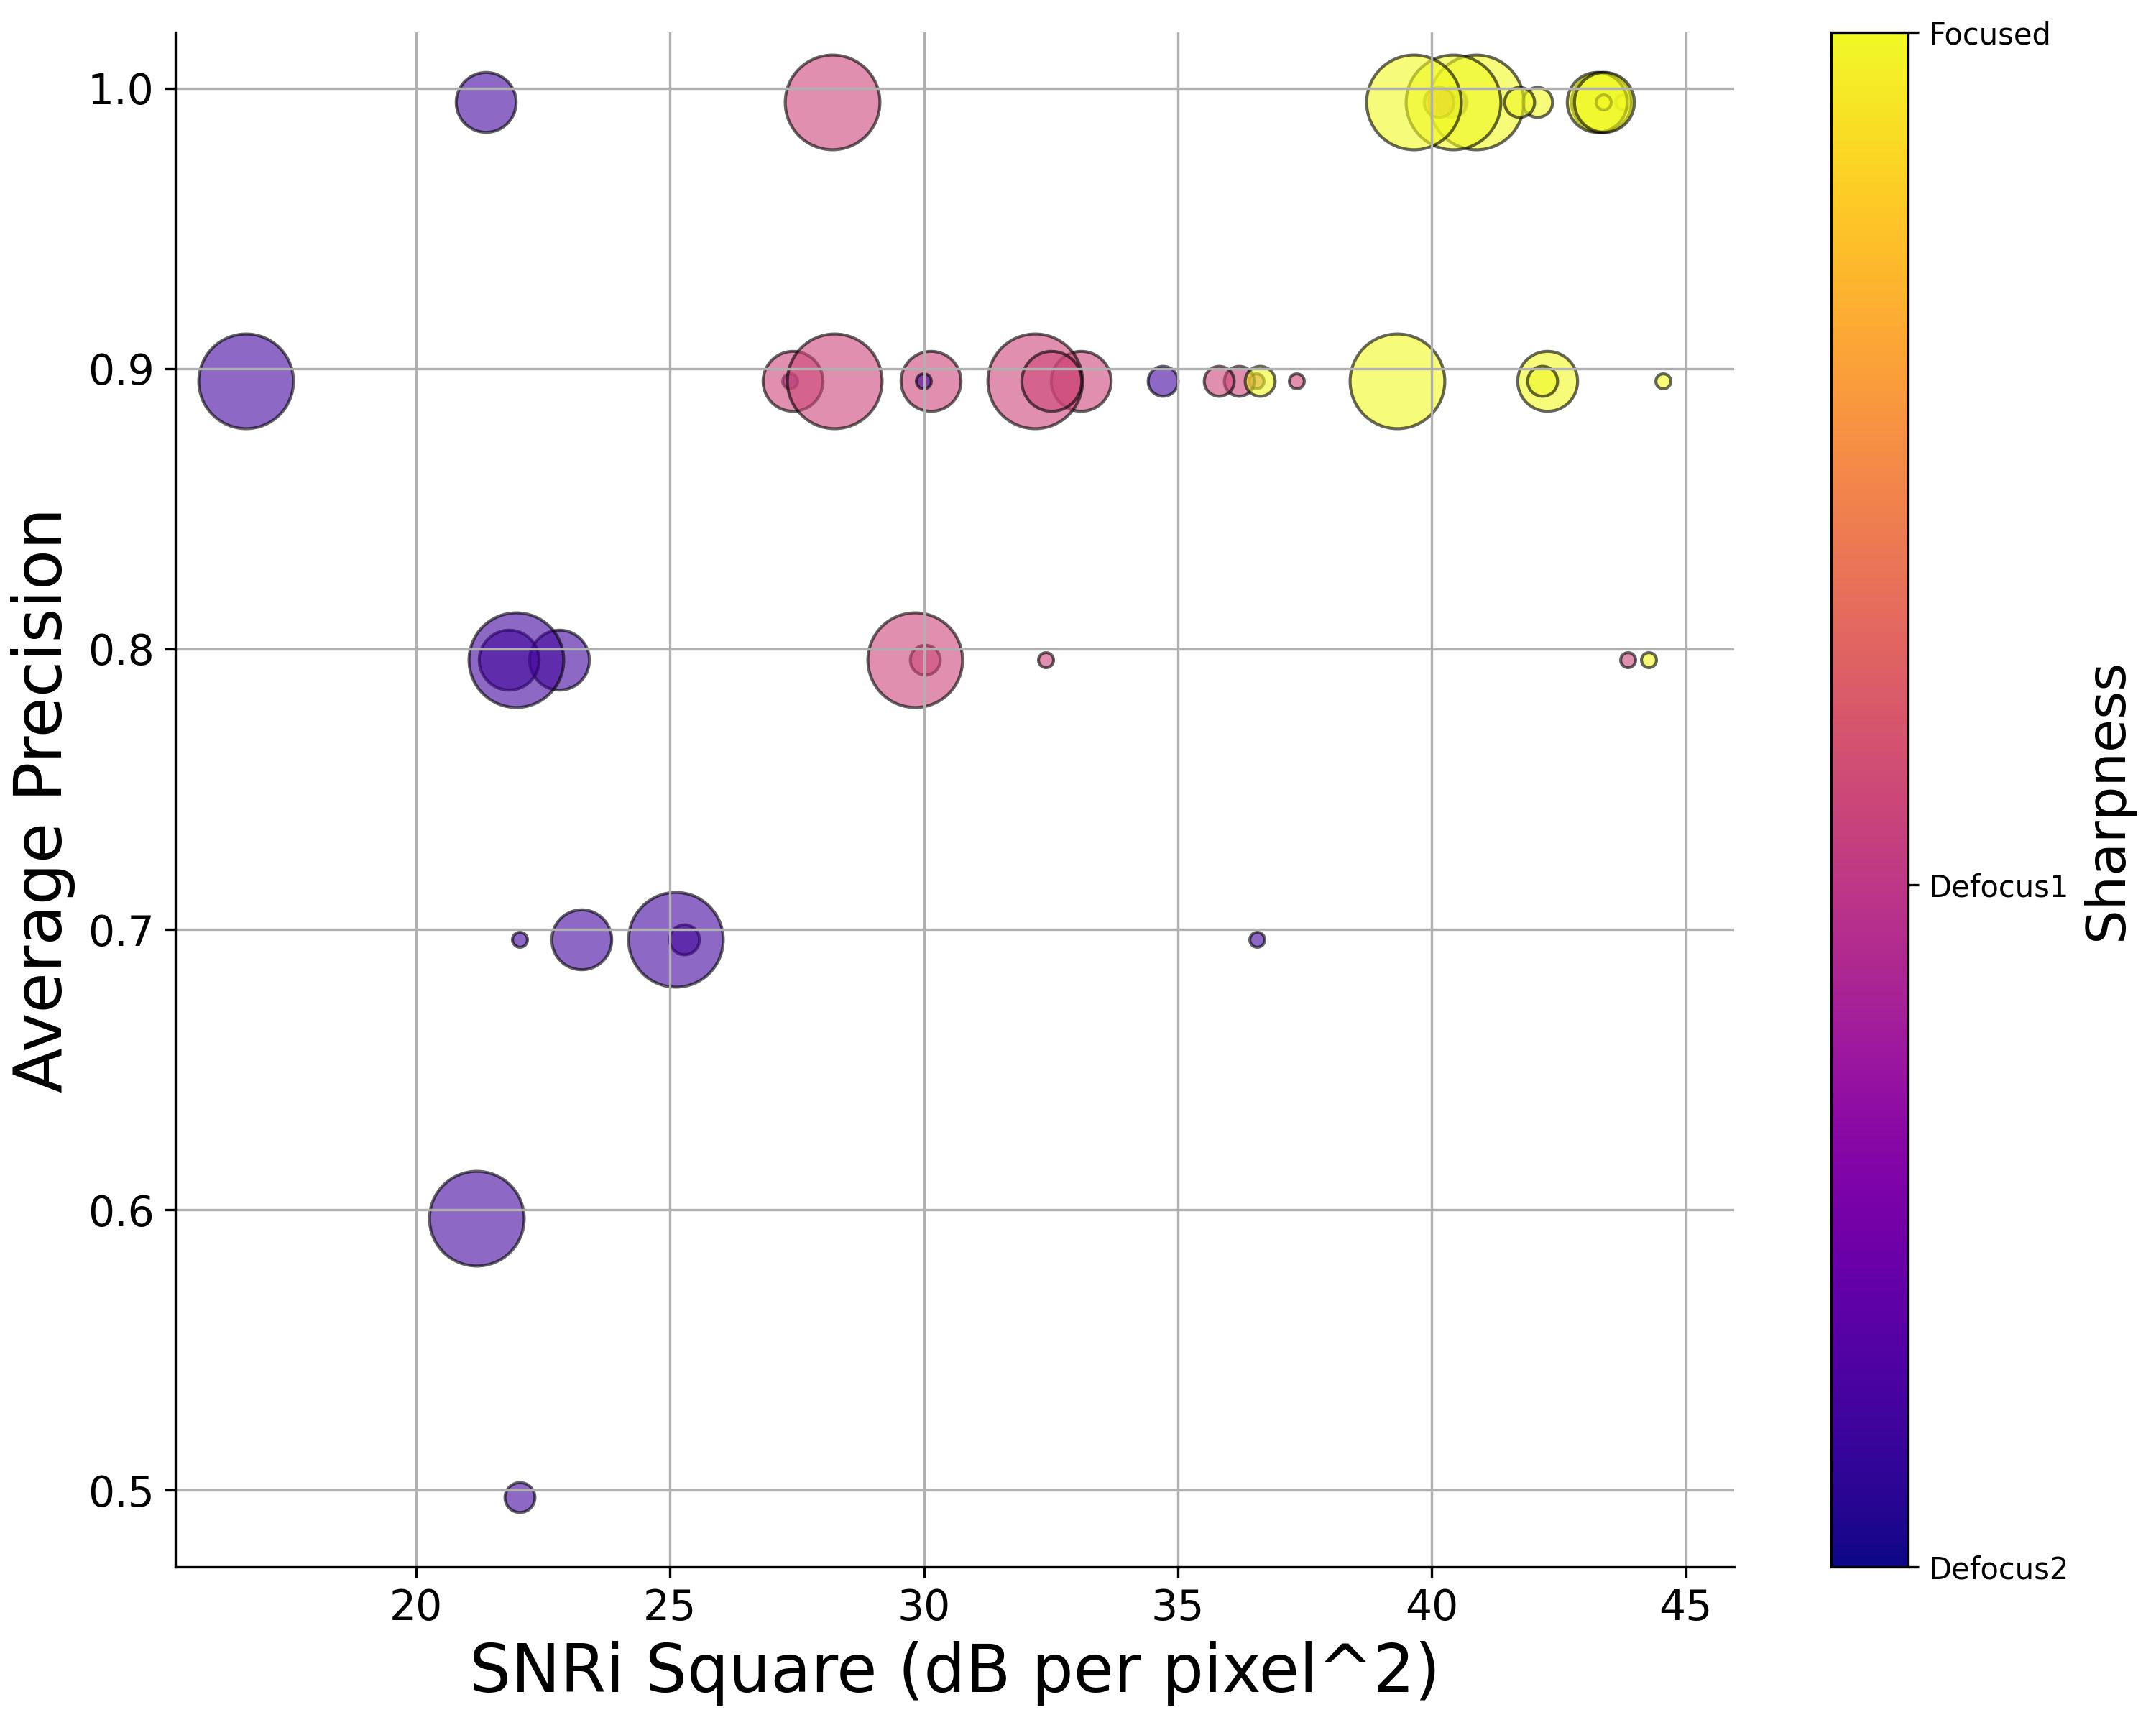 1.0
0.9
0.8
0.7
0.6
0.5
Average Precision
20
25
30
35
40
45
SNRi Square (dB per pixel^2)
Focused
Defocus1
Defocus2
Sharpness